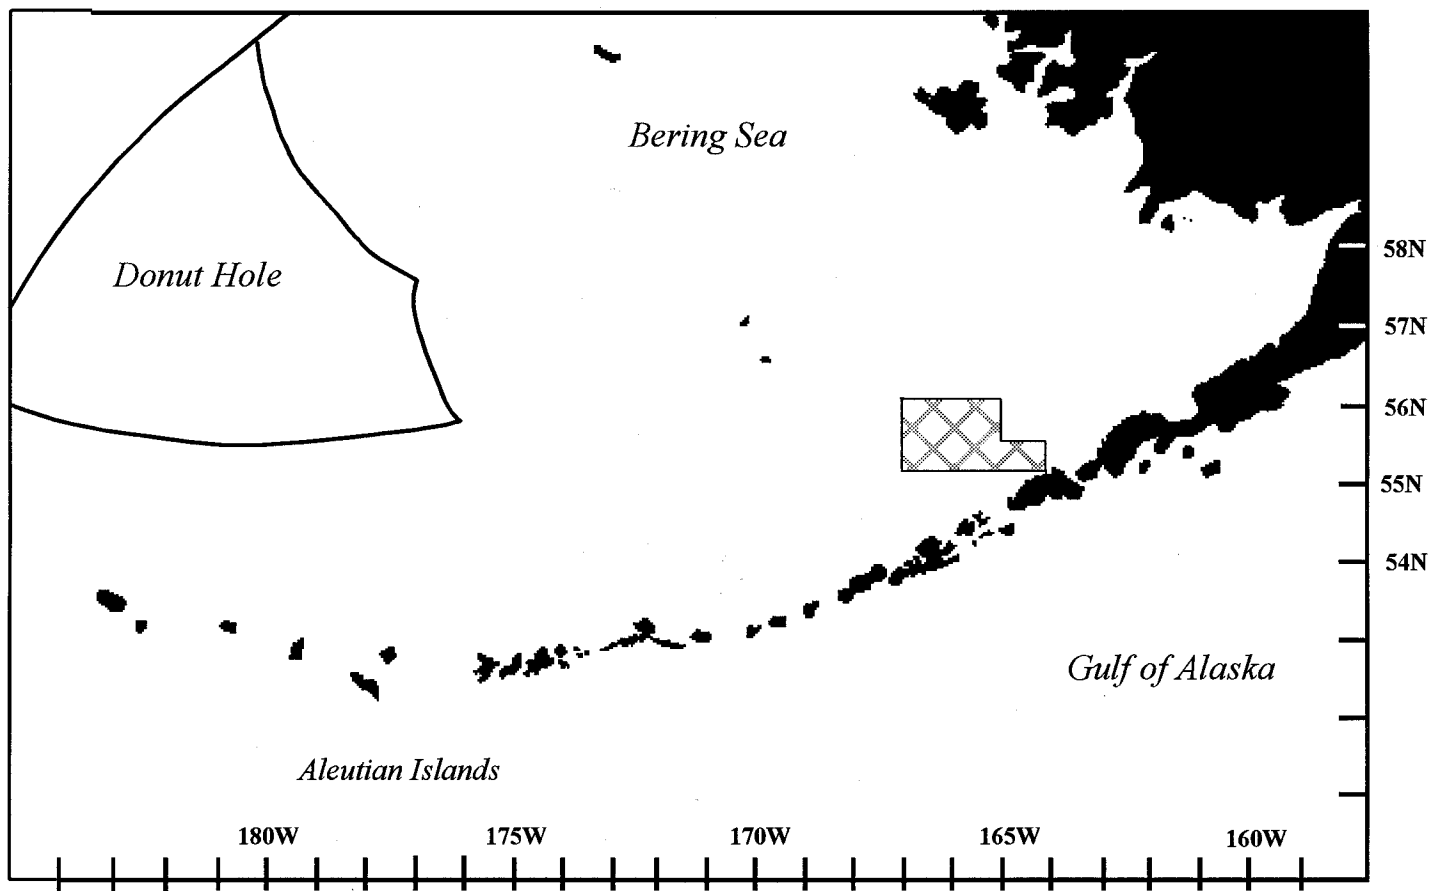 Bering Sea
Donut Hole
58N
57N
56N
55N
54N
Gulf of Alaska
Aleutian Islands
180W 175W 170W 165W 160W